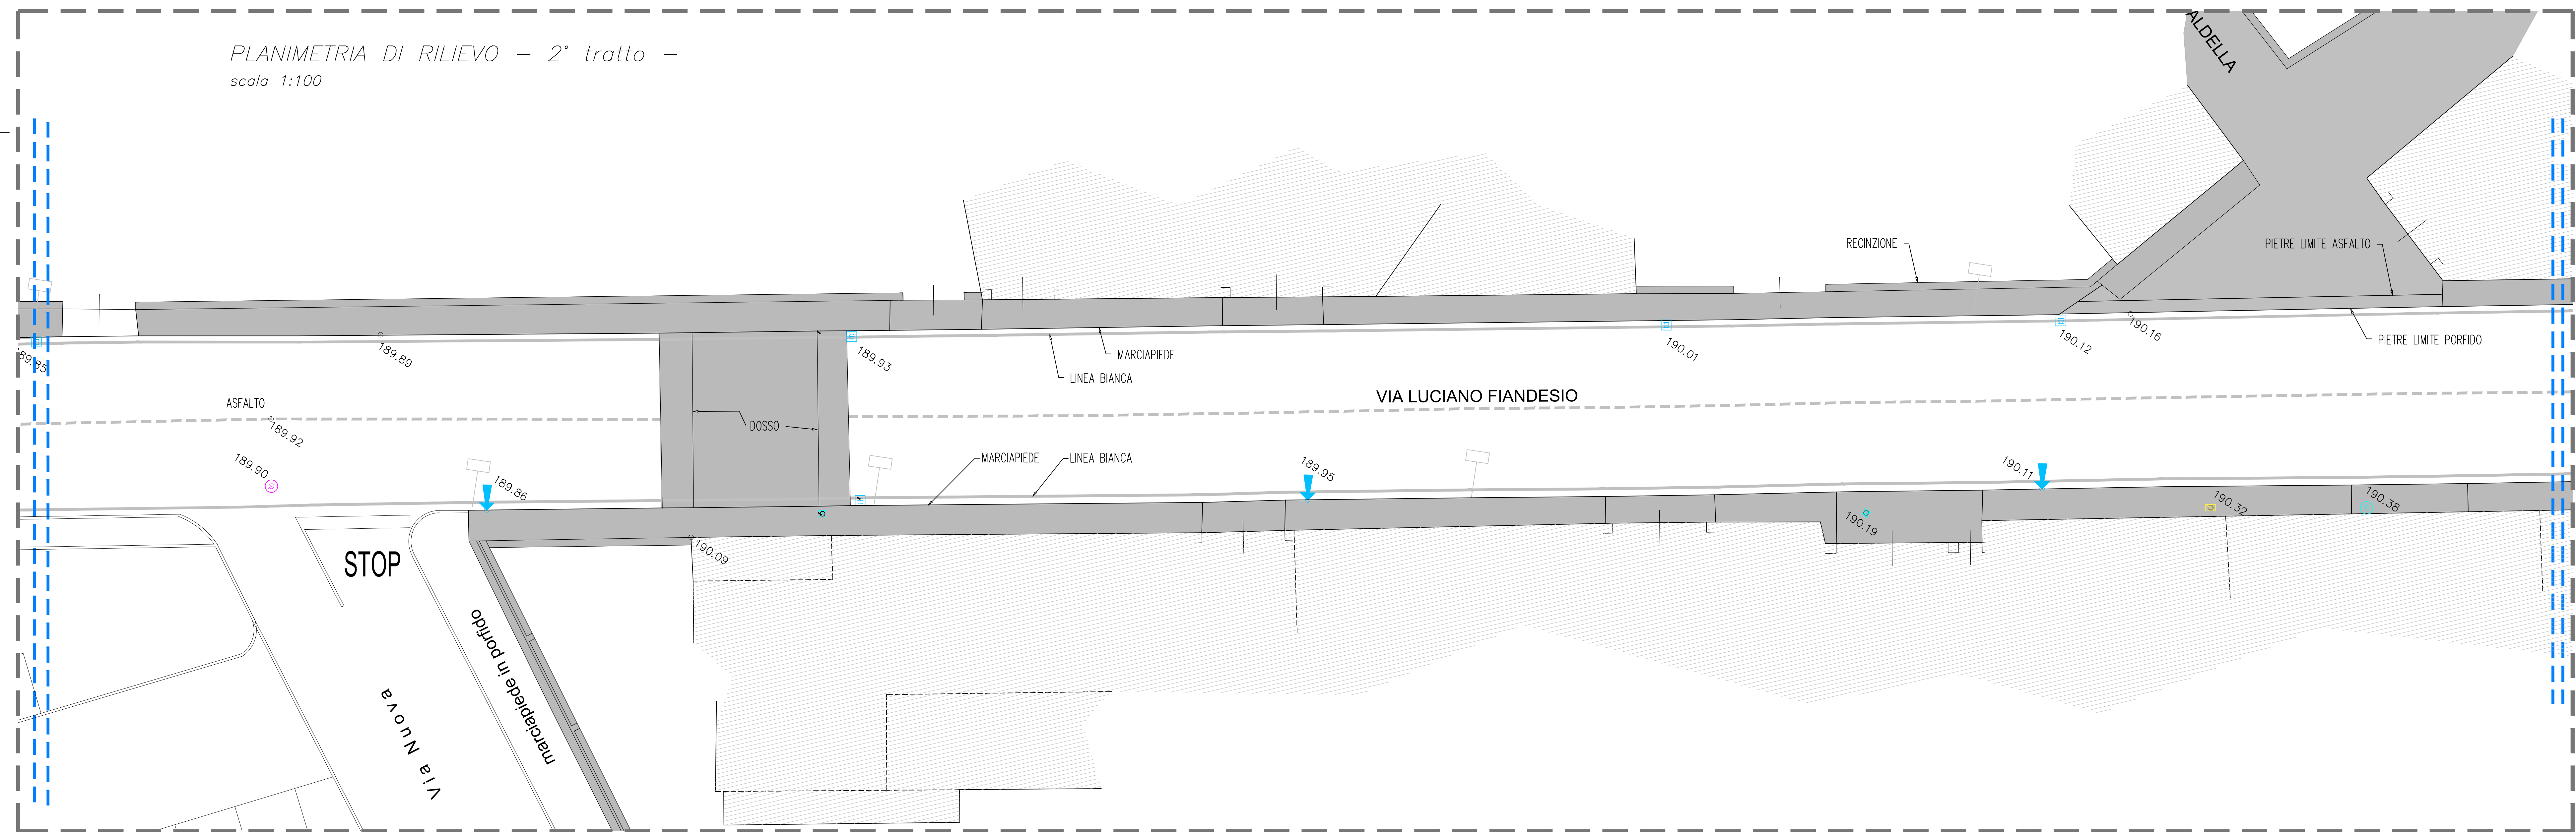 PLANIMETRIA DI RILIEVO - 2° tratto -
scala 1:100
ALDELLA
RECINZIONE
PIETRE LIMITE ASFALTO
189.85
189.89
189.93
MARCIAPIEDE
LINEA BIANCA
190.01
190.12
190.16
PIETRE LIMITE PORFIDO
VIA LUCIANO FIANDESIO
ASFALTO
189.92
DOSSO
189.90
189.86
MARCIAPIEDE
LINEA BIANCA
189.95
190.11
190.19
190.32
190.38
190.09
STOP
marciapiede in porfido
Via Nuova